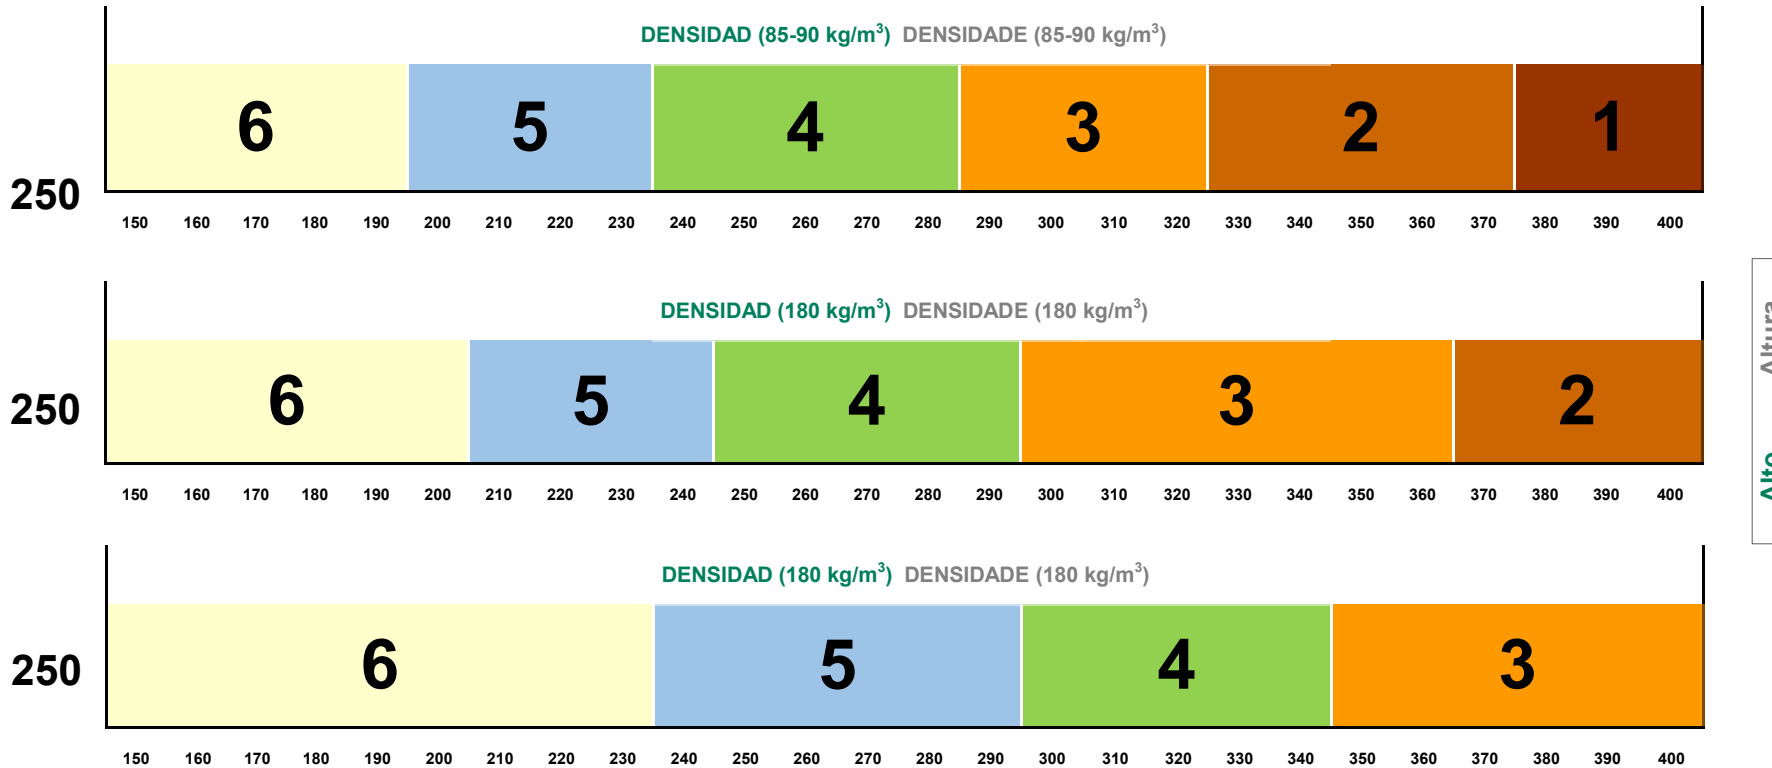 DENSIDAD (85-90 kg/m³) DENSIDADE (85-90 kg/m³)
6 5 4 3 2 1
250
150 160 170 180 190 200 210 220 230 240 250 260 270 280 290 300 310 320 330 340 350 360 370 380 390 400
DENSIDAD (180 kg/m³) DENSIDADE (180 kg/m³)
6 5 4 3 2
250
150 160 170 180 190 200 210 220 230 240 250 260 270 280 290 300 310 320 330 340 350 360 370 380 390 400
DENSIDAD (180 kg/m³) DENSIDADE (180 kg/m³)
6 5 4 3
250
150 160 170 180 190 200 210 220 230 240 250 260 270 280 290 300 310 320 330 340 350 360 370 380 390 400
Alto Altura